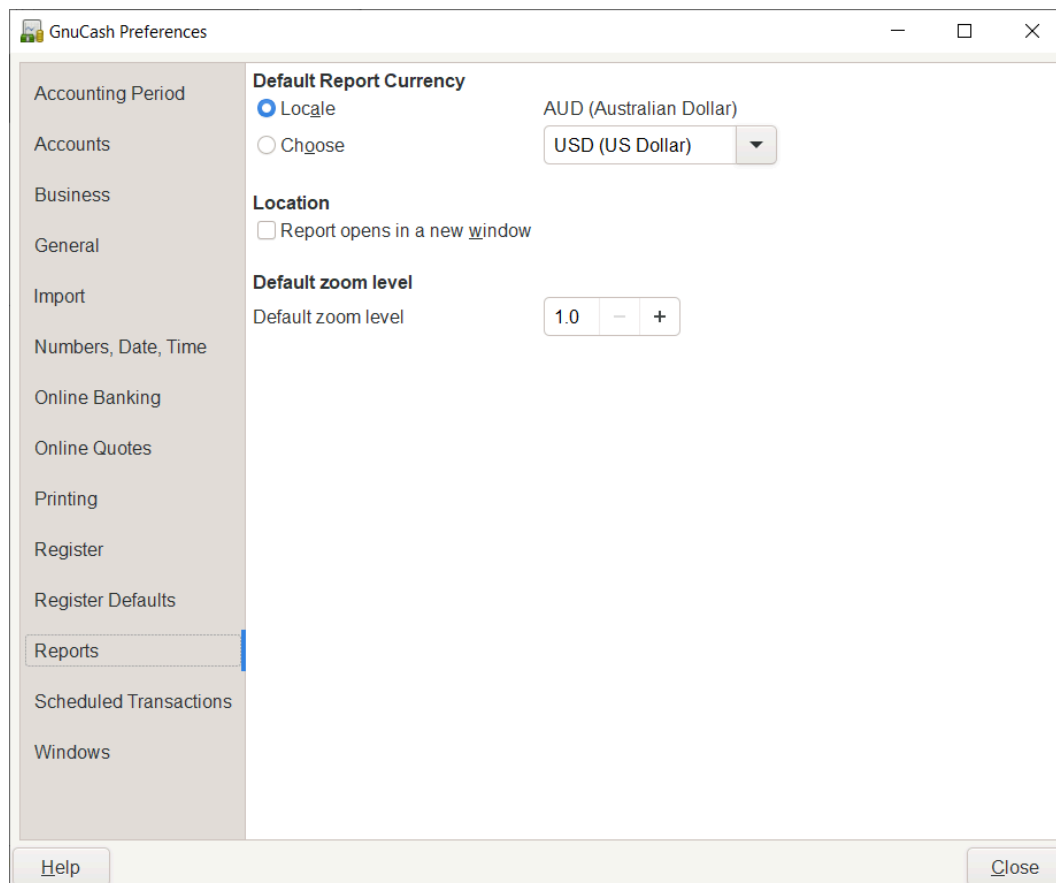 GnuCash Preferences
Accounting Period
Accounts
Business
General
Import
Numbers, Date, Time
Online Banking
Online Quotes
Printing
Register
Register Defaults
Reports
Scheduled Transactions
Windows
Default Report Currency
Locale AUD (Australian Dollar)
Choose USD (US Dollar)
Location
Report opens in a new window
Default zoom level
Default zoom level 1.0 − +
Help Close